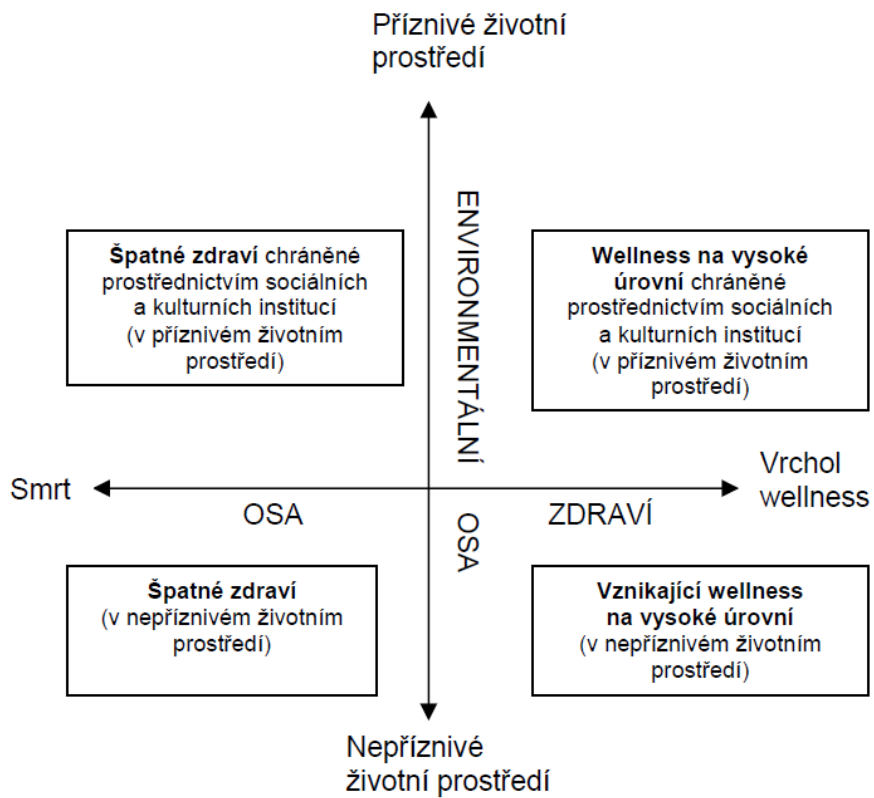 Příznivé životní
prostředí
ENVIRONMENTÁLNÍ
Špatné zdraví chráněné
prostřednictvím sociálních
a kulturních institucí
(v příznivém životním
prostředí)
Wellness na vysoké
úrovní chráněné
prostřednictvím sociálních
a kulturních institucí
(v příznivém životním
prostředí)
Smrt
Vrchol
wellness
OSA
ZDRAVÍ
OSA
Špatné zdraví
(v nepříznivém životním
prostředí)
Vznikající wellness
na vysoké úrovní
(v nepříznivém životním
prostředí)
Nepříznivé
životní prostředí